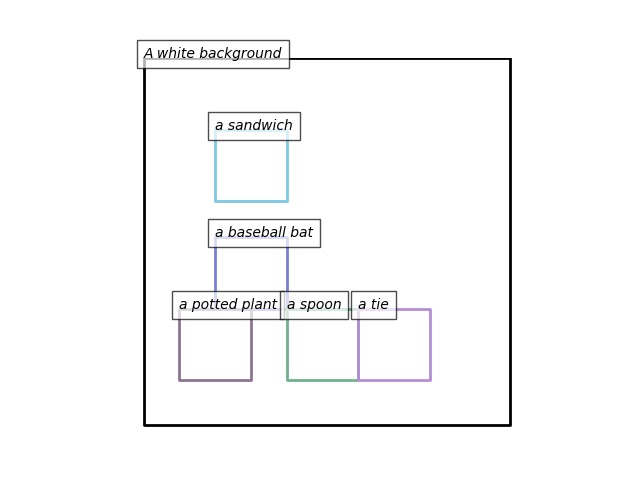 A white background
a sandwich
a baseball bat
a potted plant
a spoon
a tie